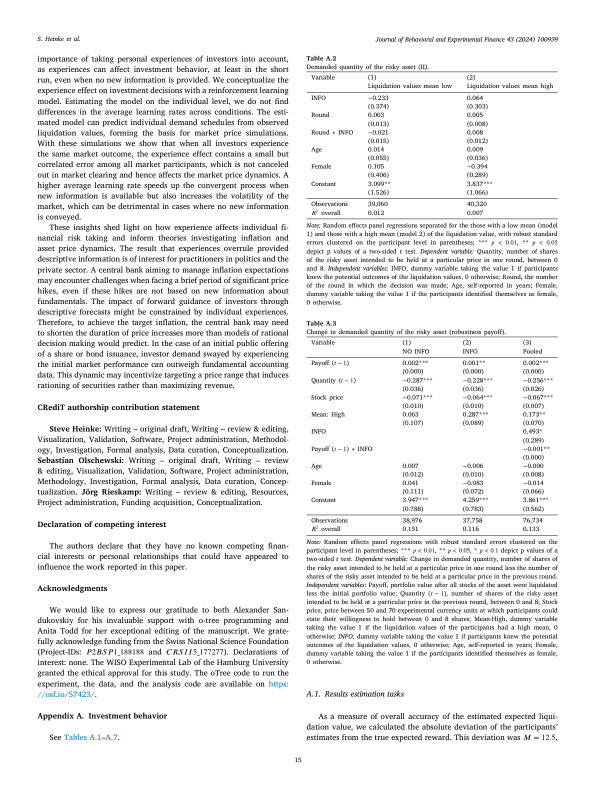 S. Heinke et al.
Journal of Behavioral and Experimental Finance 43 (2024) 100939
importance of taking personal experiences of investors into account,
as experiences can affect investment behavior, at least in the short
run, even when no new information is provided. We conceptualize the
experience effect on investment decisions with a reinforcement learning
model. Estimating the model on the individual level, we do not find
differences in the average learning rates across conditions. The esti-
mated model can predict individual demand schedules from observed
liquidation values, forming the basis for market price simulations.
With these simulations we show that when all investors experience
the same market outcome, the experience effect contains a small but
correlated error among all market participants, which is not canceled
out in market clearing and hence affects the market price dynamics. A
higher average learning rate speeds up the convergent process when
new information is available but also increases the volatility of the
market, which can be detrimental in cases where no new information
is conveyed.
These insights shed light on how experience affects individual fi-
nancial risk taking and inform theories investigating inflation and
asset price dynamics. The result that experiences override provided
descriptive information is of interest for practitioners in politics and the
private sector. A central bank aiming to manage inflation expectations
may encounter challenges when facing a brief period of significant price
hikes, even if these hikes are not based on new information about
fundamentals. The impact of forward guidance of investors through
descriptive forecasts might be constrained by individual experiences.
Therefore, to achieve the target inflation, the central bank may need
to shorten the duration of price increases more than models of rational
decision making would predict. In the case of an initial public offering
of a share or bond issuance, investor demand swayed by experiencing
the initial market performance can outweigh fundamental accounting
data. This dynamic may incentivize targeting a price range that induces
rationing of securities rather than maximizing revenue.
CRediT authorship contribution statement
Steve Heinke: Writing – original draft, Writing – review & editing,
Visualization, Validation, Software, Project administration, Methodol-
ogy, Investigation, Formal analysis, Data curation, Conceptualization.
Sebastian Olschewski: Writing – original draft, Writing – review
& editing, Visualization, Validation, Software, Project administration,
Methodology, Investigation, Formal analysis, Data curation, Concep-
tualization. Jörg Rieskamp: Writing – review & editing, Resources,
Project administration, Funding acquisition, Conceptualization.
Declaration of competing interest
The authors declare that they have no known competing finan-
cial interests or personal relationships that could have appeared to
influence the work reported in this paper.
Acknowledgments
We would like to express our gratitude to both Alexander San-
dukovskiy for his invaluable support with o-tree programming and
Anita Todd for her exceptional editing of the manuscript. We grate-
fully acknowledge funding from the Swiss National Science Foundation
(Project-IDs: P2BSP1_188188 and CRS115_177277). Declarations of
interest: none. The WISO Experimental Lab of the Hamburg University
granted the ethical approval for this study. The oTree code to run the
experiment, the data, and the analysis code are available on https:
//osf.io/57423/.
Appendix A. Investment behavior
See Tables A.1–A.7.
Table A.2
Demanded quantity of the risky asset (II).
Variable (1) (2)
Liquidation values mean low Liquidation values mean high
INFO −0.233 0.064
(0.374) (0.303)
Round 0.003 0.005
(0.013) (0.008)
Round ∗ INFO −0.021 0.008
(0.015) (0.012)
Age 0.014 0.009
(0.055) (0.036)
Female 0.105 −0.394
(0.406) (0.289)
Constant 3.099** 3.837***
(1.526) (1.066)
Observations 39,060 40,320
R² overall 0.012 0.007
Note: Random effects panel regressions separated for the those with a low mean (model
1) and those with a high mean (model 2) of the liquidation value, with robust standard
errors clustered on the participant level in parentheses; *** p < 0.01, ** p < 0.05
depict p values of a two-sided t test. Dependent variable: Quantity, number of shares
of the risky asset intended to be held at a particular price in one round, between 0
and 8. Independent variables: INFO, dummy variable taking the value 1 if participants
knew the potential outcomes of the liquidation values, 0 otherwise; Round, the number
of the round in which the decision was made; Age, self-reported in years; Female,
dummy variable taking the value 1 if the participants identified themselves as female,
0 otherwise.
Table A.3
Change in demanded quantity of the risky asset (robustness payoff).
Variable (1) (2) (3)
NO INFO INFO Pooled
Payoff (t − 1) 0.002*** 0.001** 0.002***
(0.000) (0.000) (0.000)
Quantity (t − 1) −0.287*** −0.228*** −0.256***
(0.036) (0.036) (0.026)
Stock price −0.071*** −0.064*** −0.067***
(0.010) (0.010) (0.007)
Mean: High 0.063 0.287*** 0.173**
(0.107) (0.089) (0.070)
INFO 0.493*
(0.289)
Payoff (t − 1) ∗ INFO −0.001**
(0.000)
Age 0.007 −0.006 −0.000
(0.012) (0.010) (0.008)
Female 0.041 −0.083 −0.014
(0.111) (0.072) (0.066)
Constant 3.947*** 4.259*** 3.861***
(0.788) (0.783) (0.562)
Observations 38,976 37,758 76,734
R² overall 0.151 0.116 0.133
Note: Random effects panel regressions with robust standard errors clustered on the
participant level in parentheses; *** p < 0.01, ** p < 0.05, * p < 0.1 depict p values of a
two-sided t test. Dependent variable: Change in demanded quantity, number of shares of
the risky asset intended to be held at a particular price in one round less the number of
shares of the risky asset intended to be held at a particular price in the previous round.
Independent variables: Payoff, portfolio value after all stocks of the asset were liquidated
less the initial portfolio value; Quantity (t − 1), number of shares of the risky asset
intended to be held at a particular price in the previous round, between 0 and 8; Stock
price, price between 50 and 70 experimental currency units at which participants could
state their willingness to hold between 0 and 8 shares; Mean-High, dummy variable
taking the value 1 if the liquidation values of the participants had a high mean, 0
otherwise; INFO, dummy variable taking the value 1 if participants knew the potential
outcomes of the liquidation values, 0 otherwise; Age, self-reported in years; Female,
dummy variable taking the value 1 if the participants identified themselves as female,
0 otherwise.
A.1. Results estimation tasks
As a measure of overall accuracy of the estimated expected liqui-
dation value, we calculated the absolute deviation of the participants'
estimates from the true expected reward. This deviation was M = 12.5,
15